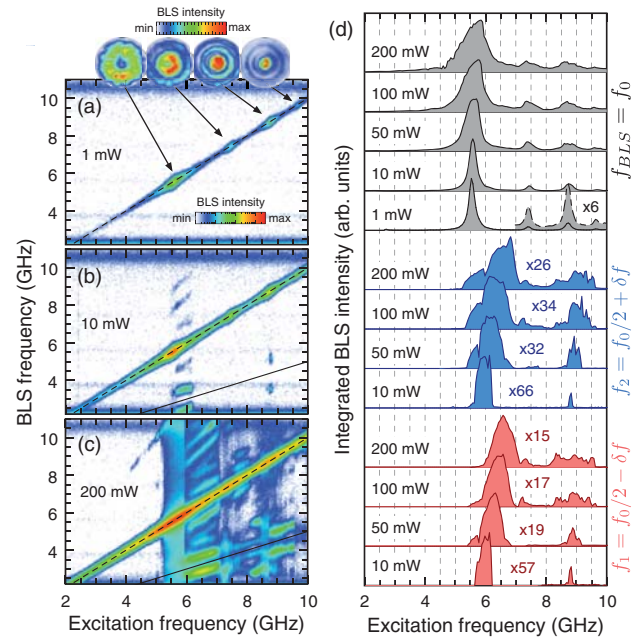 BLS intensity
min max
(a)
1 mW
BLS intensity
min max
10
8
6
4
(b)
10 mW
10
8
6
4
(c)
200 mW
10
8
6
4
2 4 6 8 10
Excitation frequency (GHz)
BLS frequency (GHz)
(d)
200 mW
100 mW
50 mW
10 mW
1 mW
x6
f_BLS = f_0
200 mW
x26
100 mW
x34
50 mW
x32
10 mW
x66
f_2 = f_0/2 + δf
200 mW
x15
100 mW
x17
50 mW
x19
10 mW
x57
f_1 = f_0/2 − δf
Integrated BLS intensity (arb. units)
2 4 6 8 10
Excitation frequency (GHz)